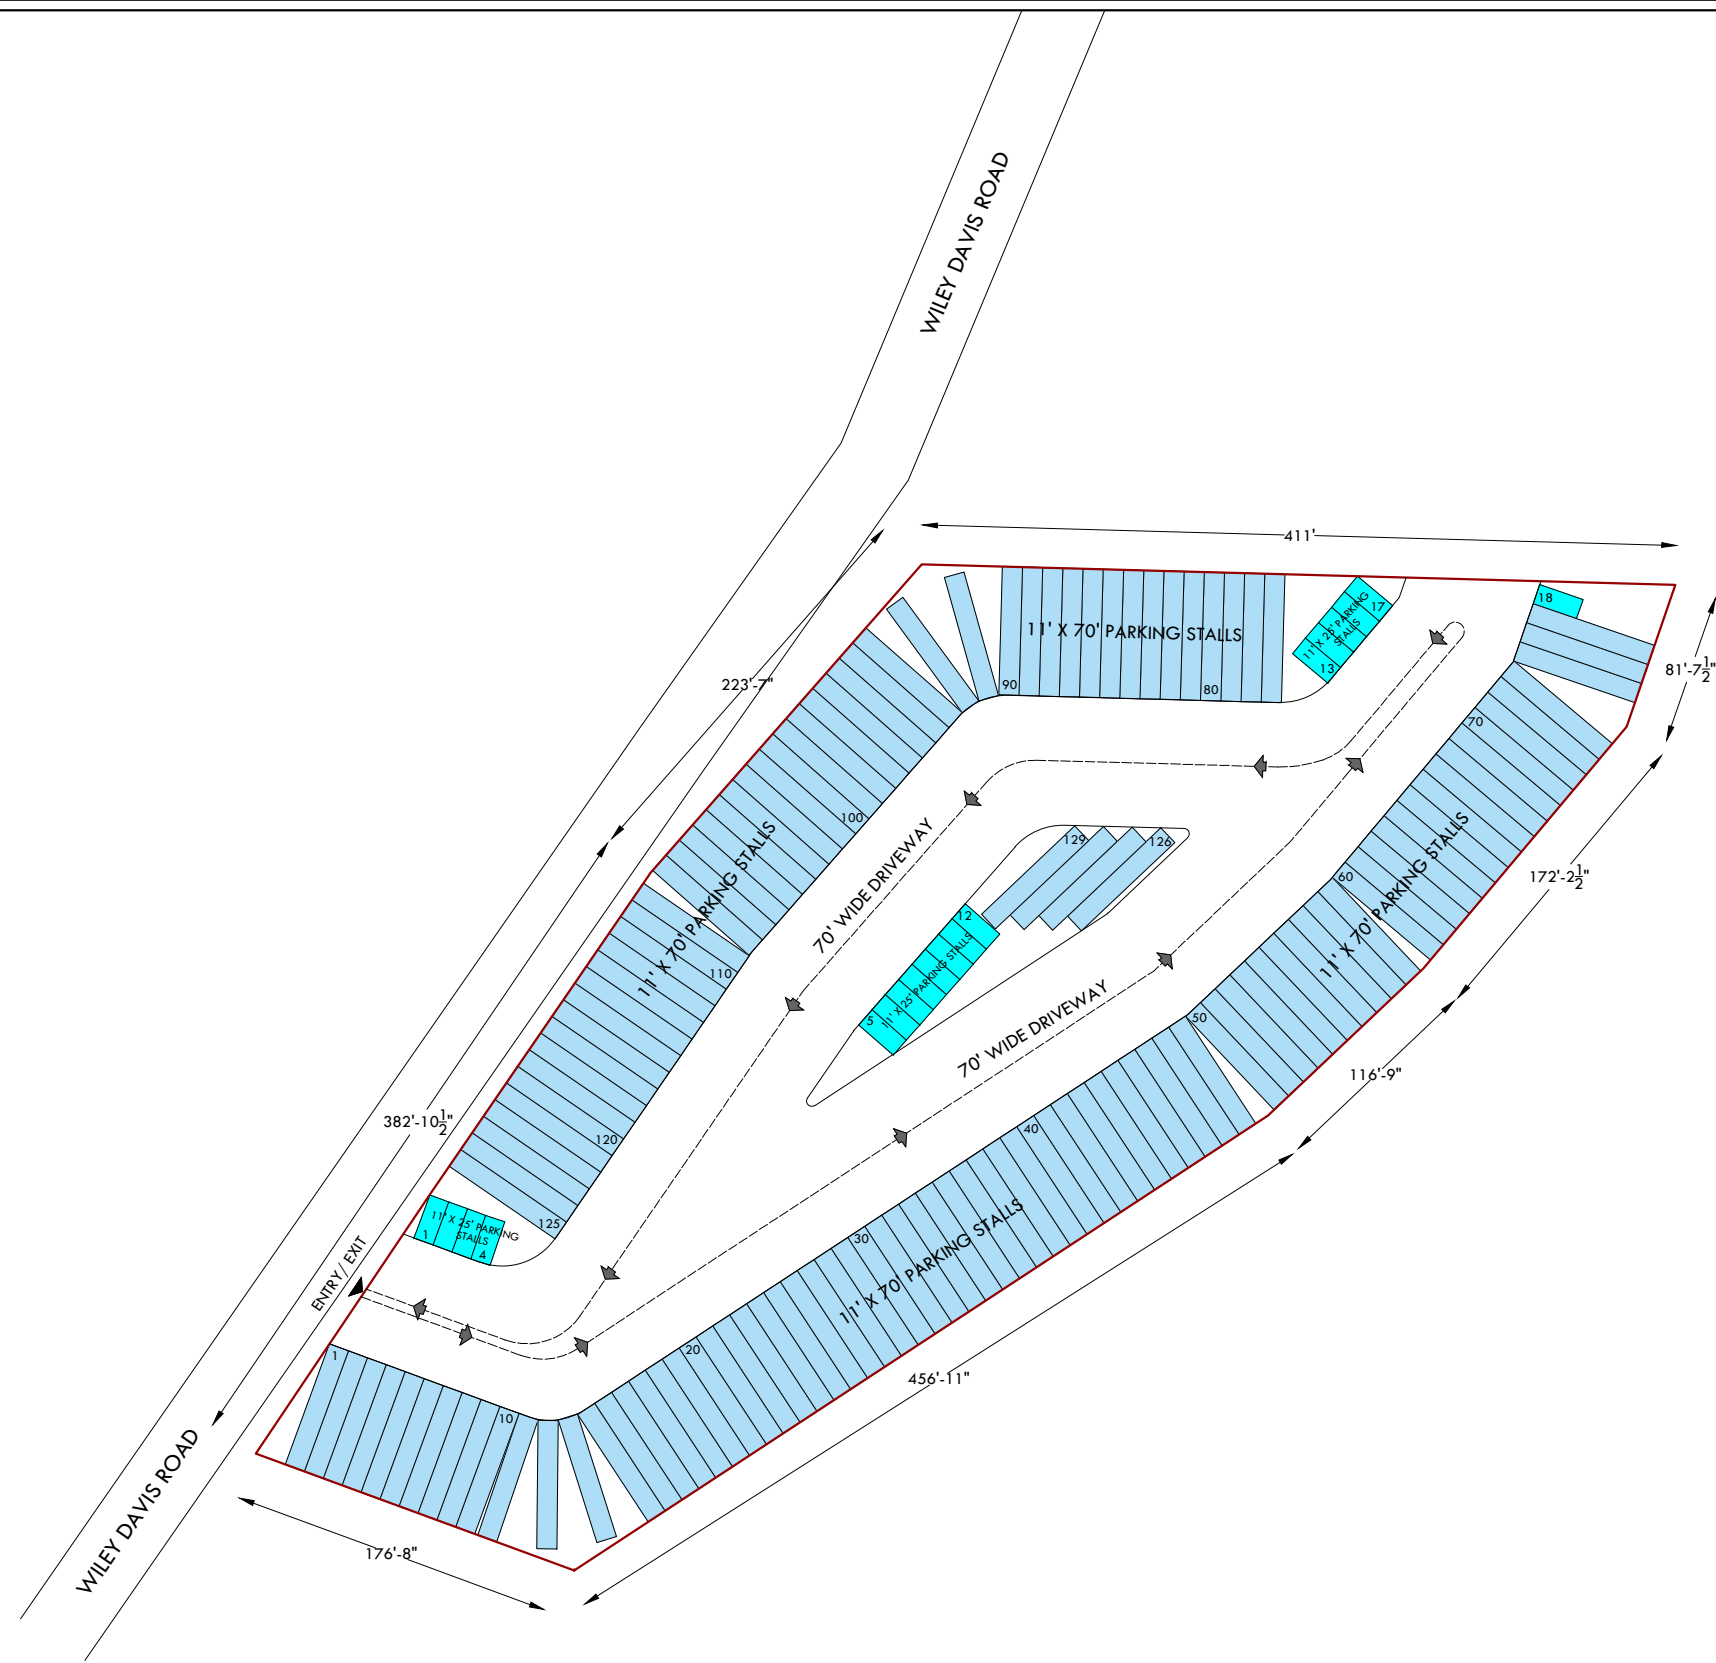 WILEY DAVIS ROAD
411'
18
11' X 25' PARKING
STALLS
17
13
11' X 70' PARKING STALLS
81'-7 1/2"
90
80
223'-7"
70
100
129
126
70' WIDE DRIVEWAY
11' X 70' PARKING STALLS
60
172'-2 1/2"
11' X 70' PARKING STALLS
12
11' X 25' PARKING STALLS
5
110
70' WIDE DRIVEWAY
50
116'-9"
382'-10 1/2"
120
40
11' X 25' PARKING
STALLS
1
4
125
30
11' X 70' PARKING STALLS
ENTRY/ EXIT
20
1
10
456'-11"
WILEY DAVIS ROAD
176'-8"